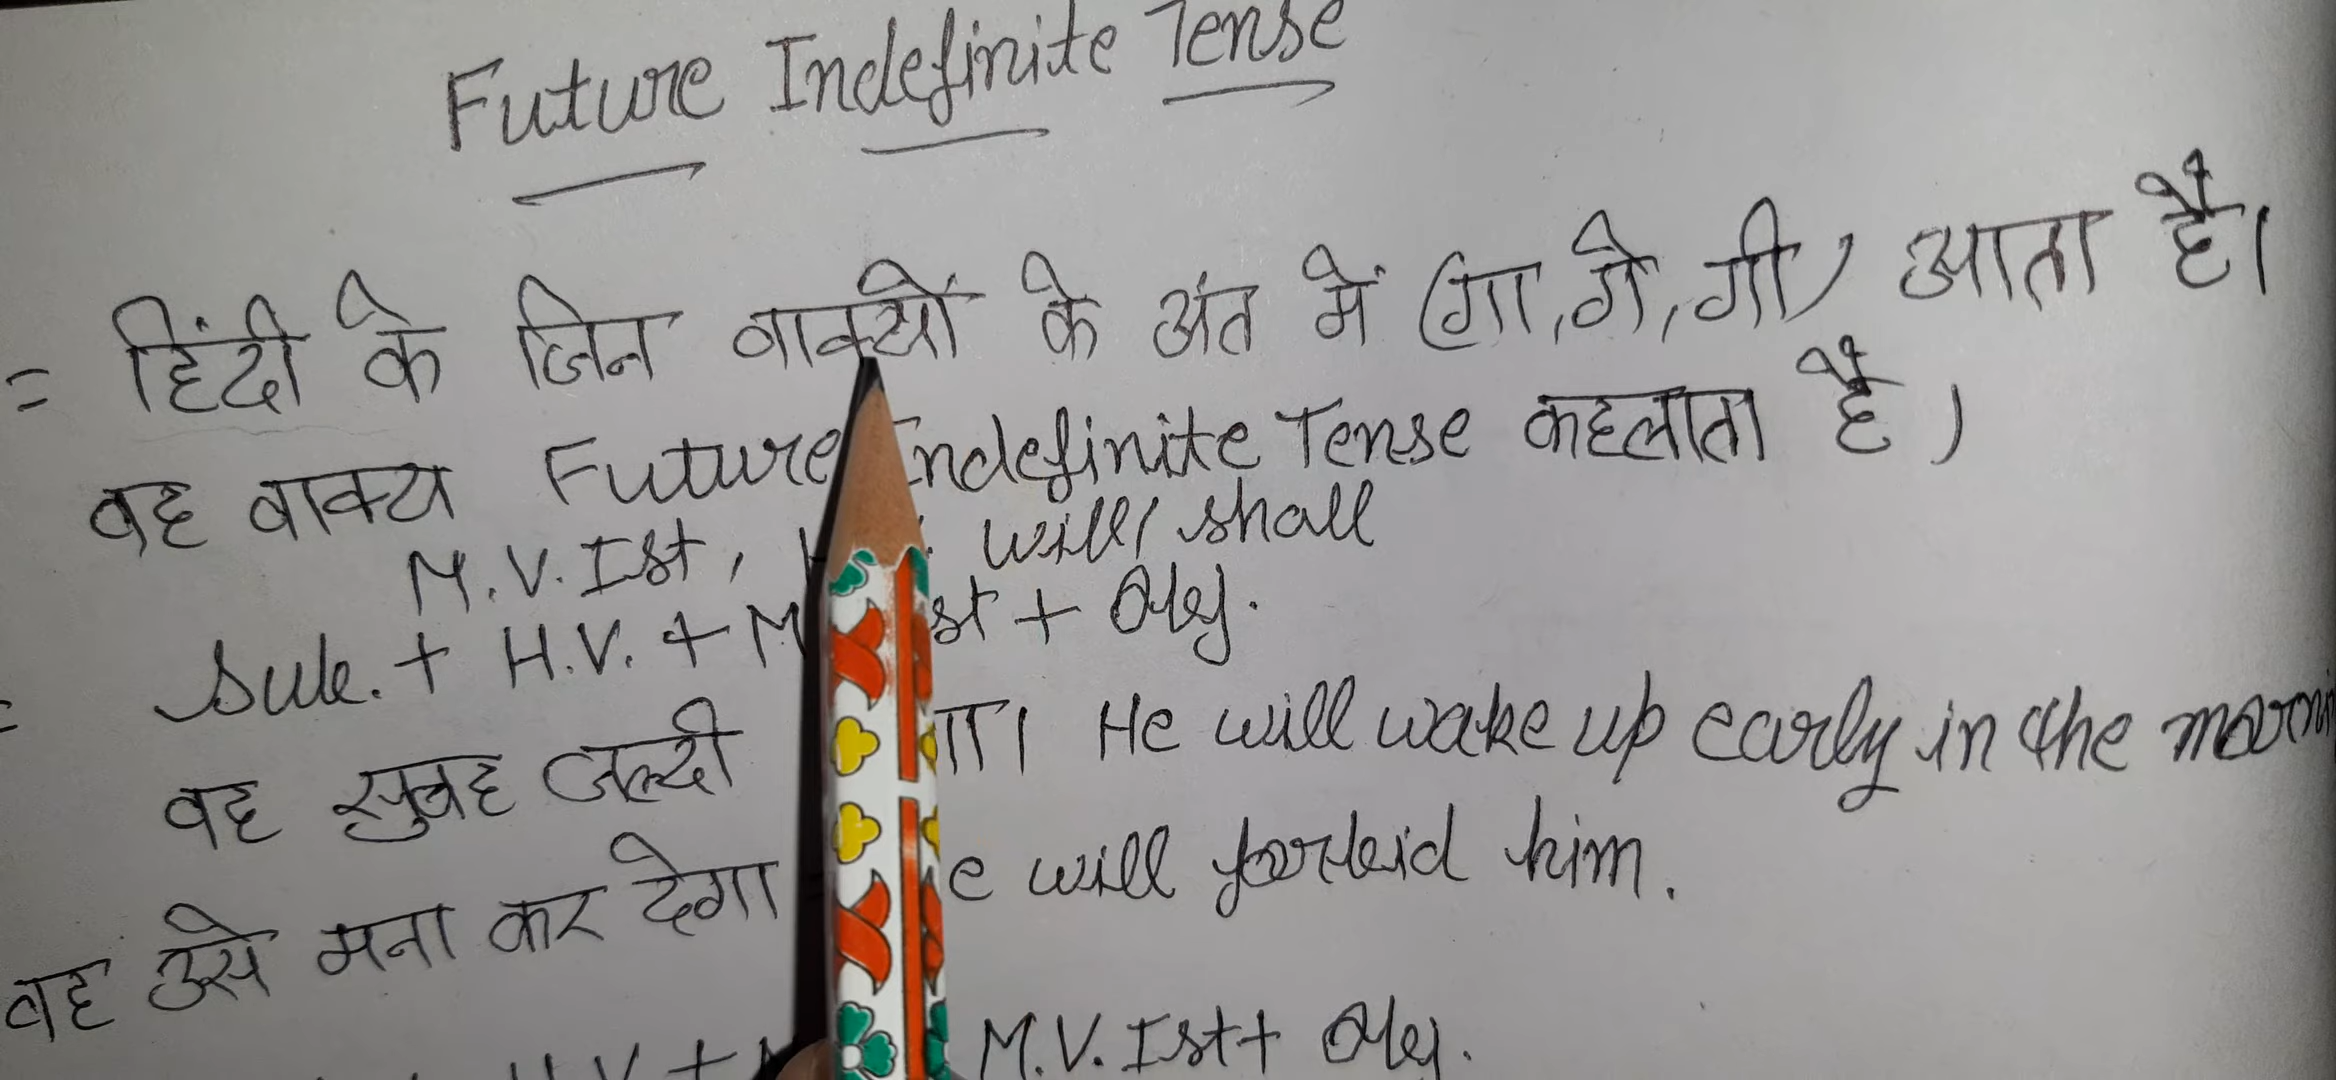 Future Indefinite Tense
= हिंदी के जिन वाक्यों के अंत में (गा, गे, गी) आता है।
वह वाक्य Future Indefinite Tense कहलाता है।
M.V. Ist, will/shall
Sub. + H.V. + M st + Obj.
वह सुबह जल्दी गा। He will wake up early in the morni
वह उसे मना कर देगा e will forbid him.
H.V + M.V. Ist + Obj.